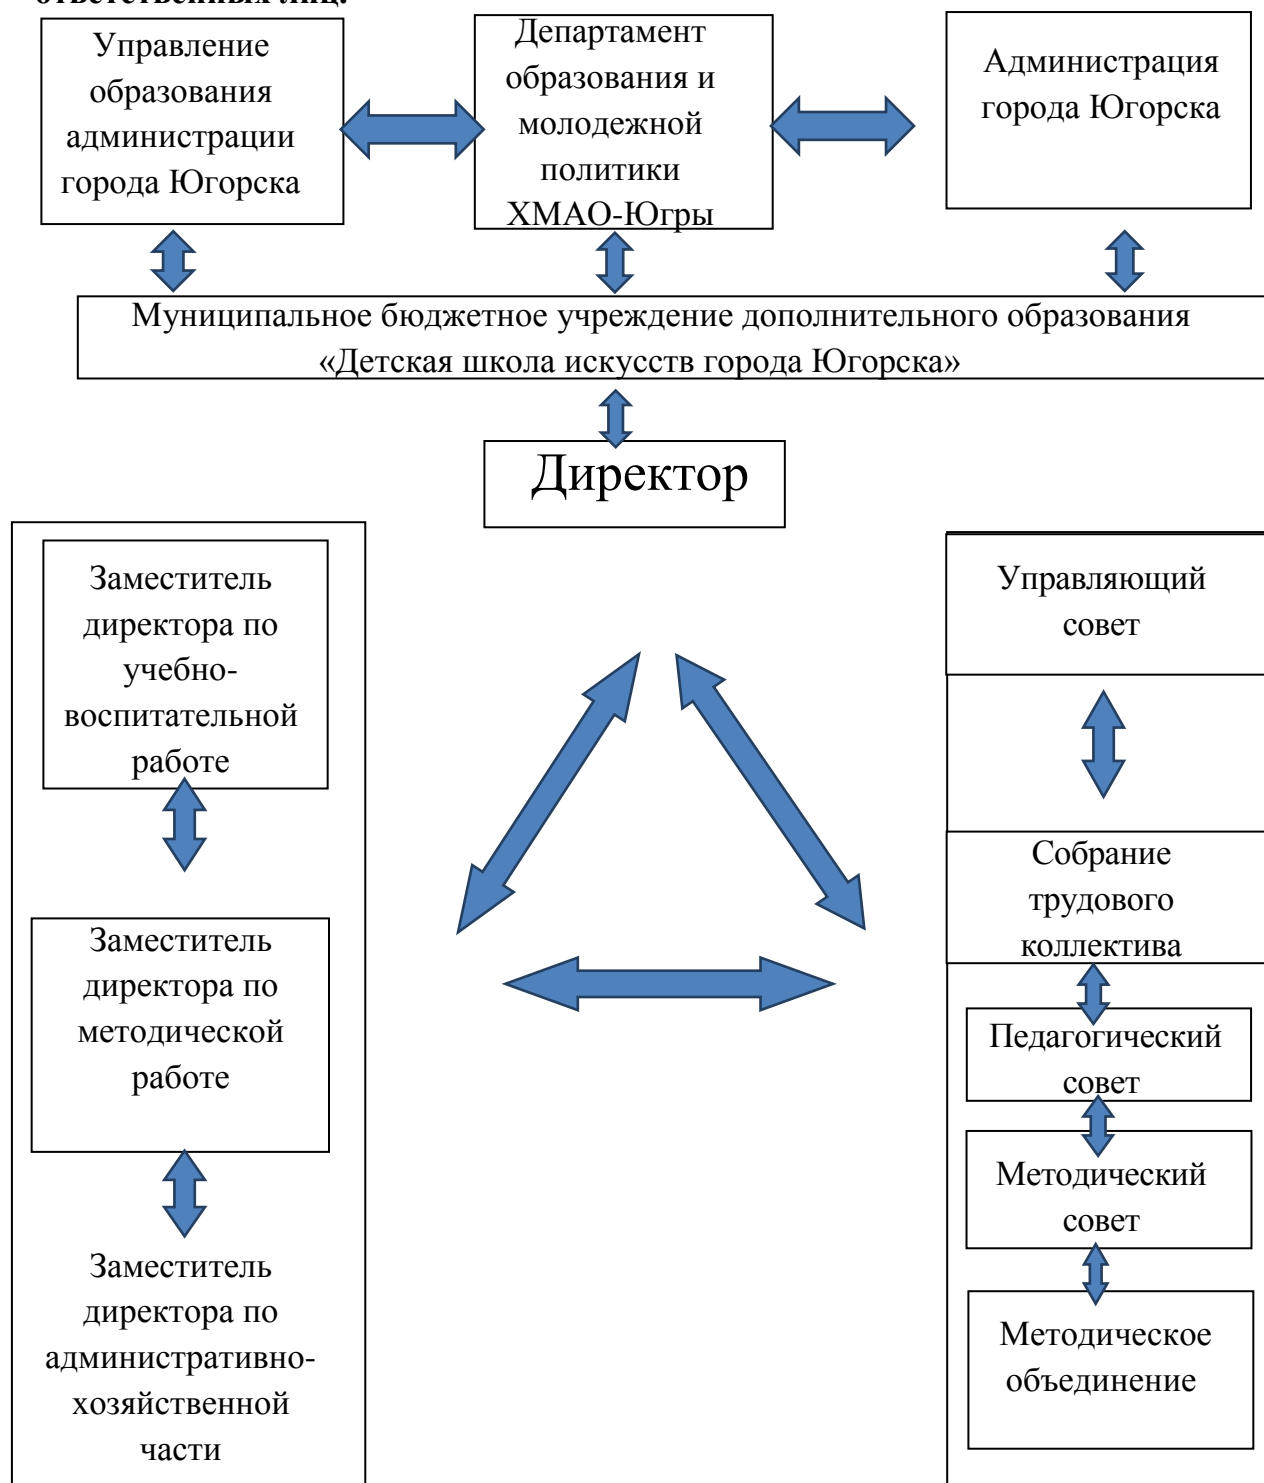 ответственных лиц.
Управление
образования
администрации
города Югорска
Департамент
образования и
молодежной
политики
ХМАО-Югры
Администрация
города Югорска
Муниципальное бюджетное учреждение дополнительного образования
«Детская школа искусств города Югорска»
Директор
Заместитель
директора по
учебно-
воспитательной
работе
Заместитель
директора по
методической
работе
Заместитель
директора по
административно-
хозяйственной
части
Управляющий
совет
Собрание
трудового
коллектива
Педагогический
совет
Методический
совет
Методическое
объединение